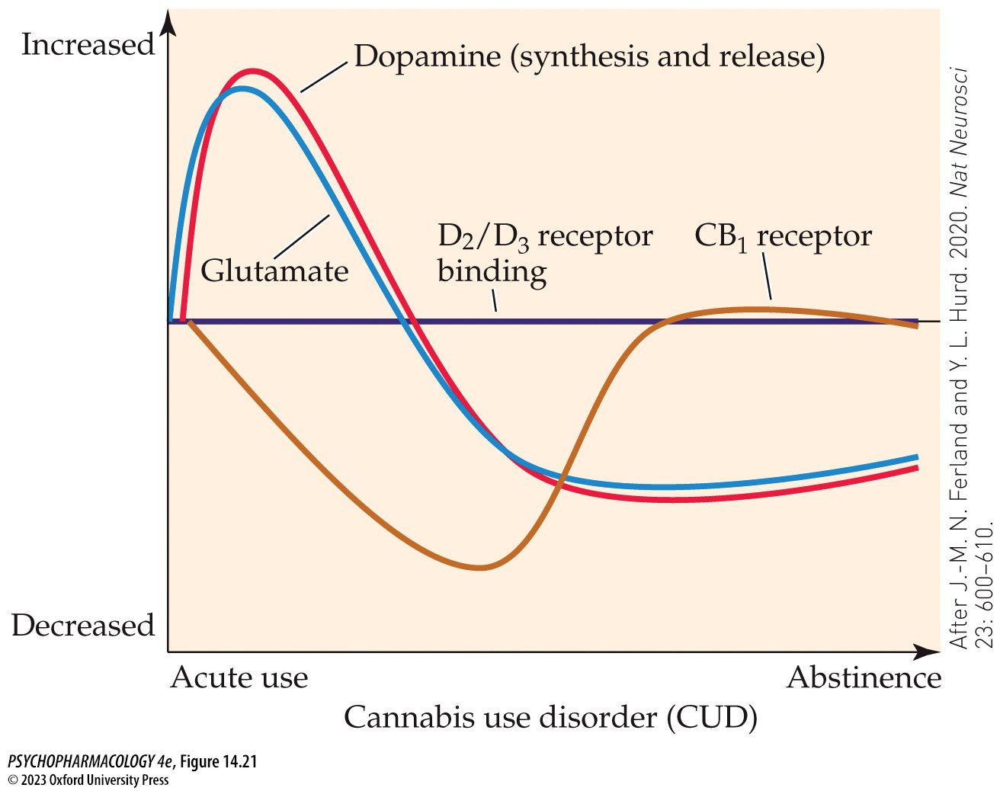 Increased
Dopamine (synthesis and release)
Glutamate
D2/D3 receptor
binding
CB1 receptor
Decreased
Acute use
Abstinence
Cannabis use disorder (CUD)
After J.-M. N. Ferland and Y. L. Hurd. 2020. Nat Neurosci
23: 600–610.
PSYCHOPHARMACOLOGY 4e, Figure 14.21
© 2023 Oxford University Press